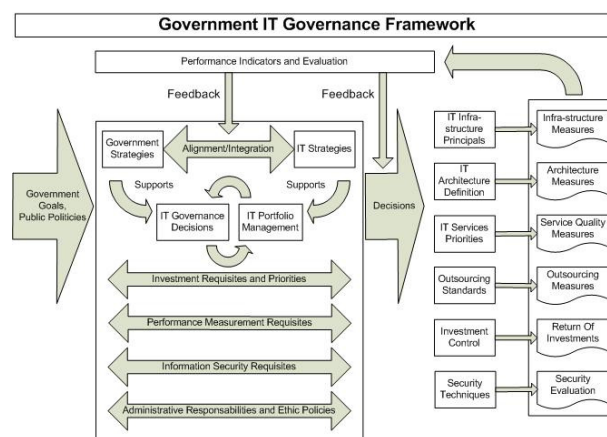 Government IT Governance Framework
Performance Indicators and Evaluation
Feedback
Feedback
Government
Strategies
Alignment/Integration
IT Strategies
Supports
Supports
IT Governance
Decisions
IT Portfolio
Management
Government
Goals,
Public Politicies
Decisions
Investment Requisites and Priorities
Performance Measurement Requisites
Information Security Requisites
Administrative Responsabilities and Ethic Policies
IT Infra-
structure
Principals
Infra-structure
Measures
IT
Architecture
Definition
Architecture
Measures
IT Services
Priorities
Service Quality
Measures
Outsourcing
Standards
Outsourcing
Measures
Investment
Control
Return Of
Investments
Security
Techniques
Security
Evaluation